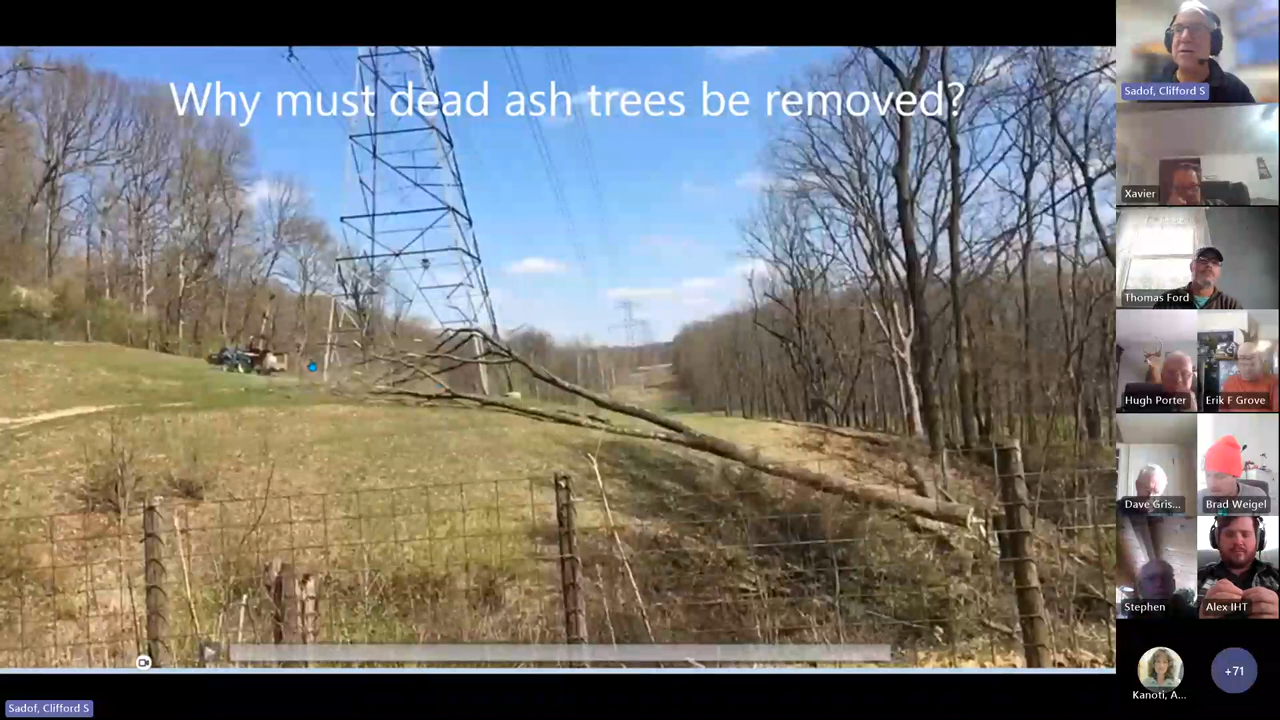 Why must dead ash trees be removed?
Sadof, Clifford S
Xavier
Thomas Ford
Hugh Porter
Erik F Grove
Dave Gris...
Brad Weigel
Stephen
Alex IHT
Kanoti, A...
+71
Sadof, Clifford S